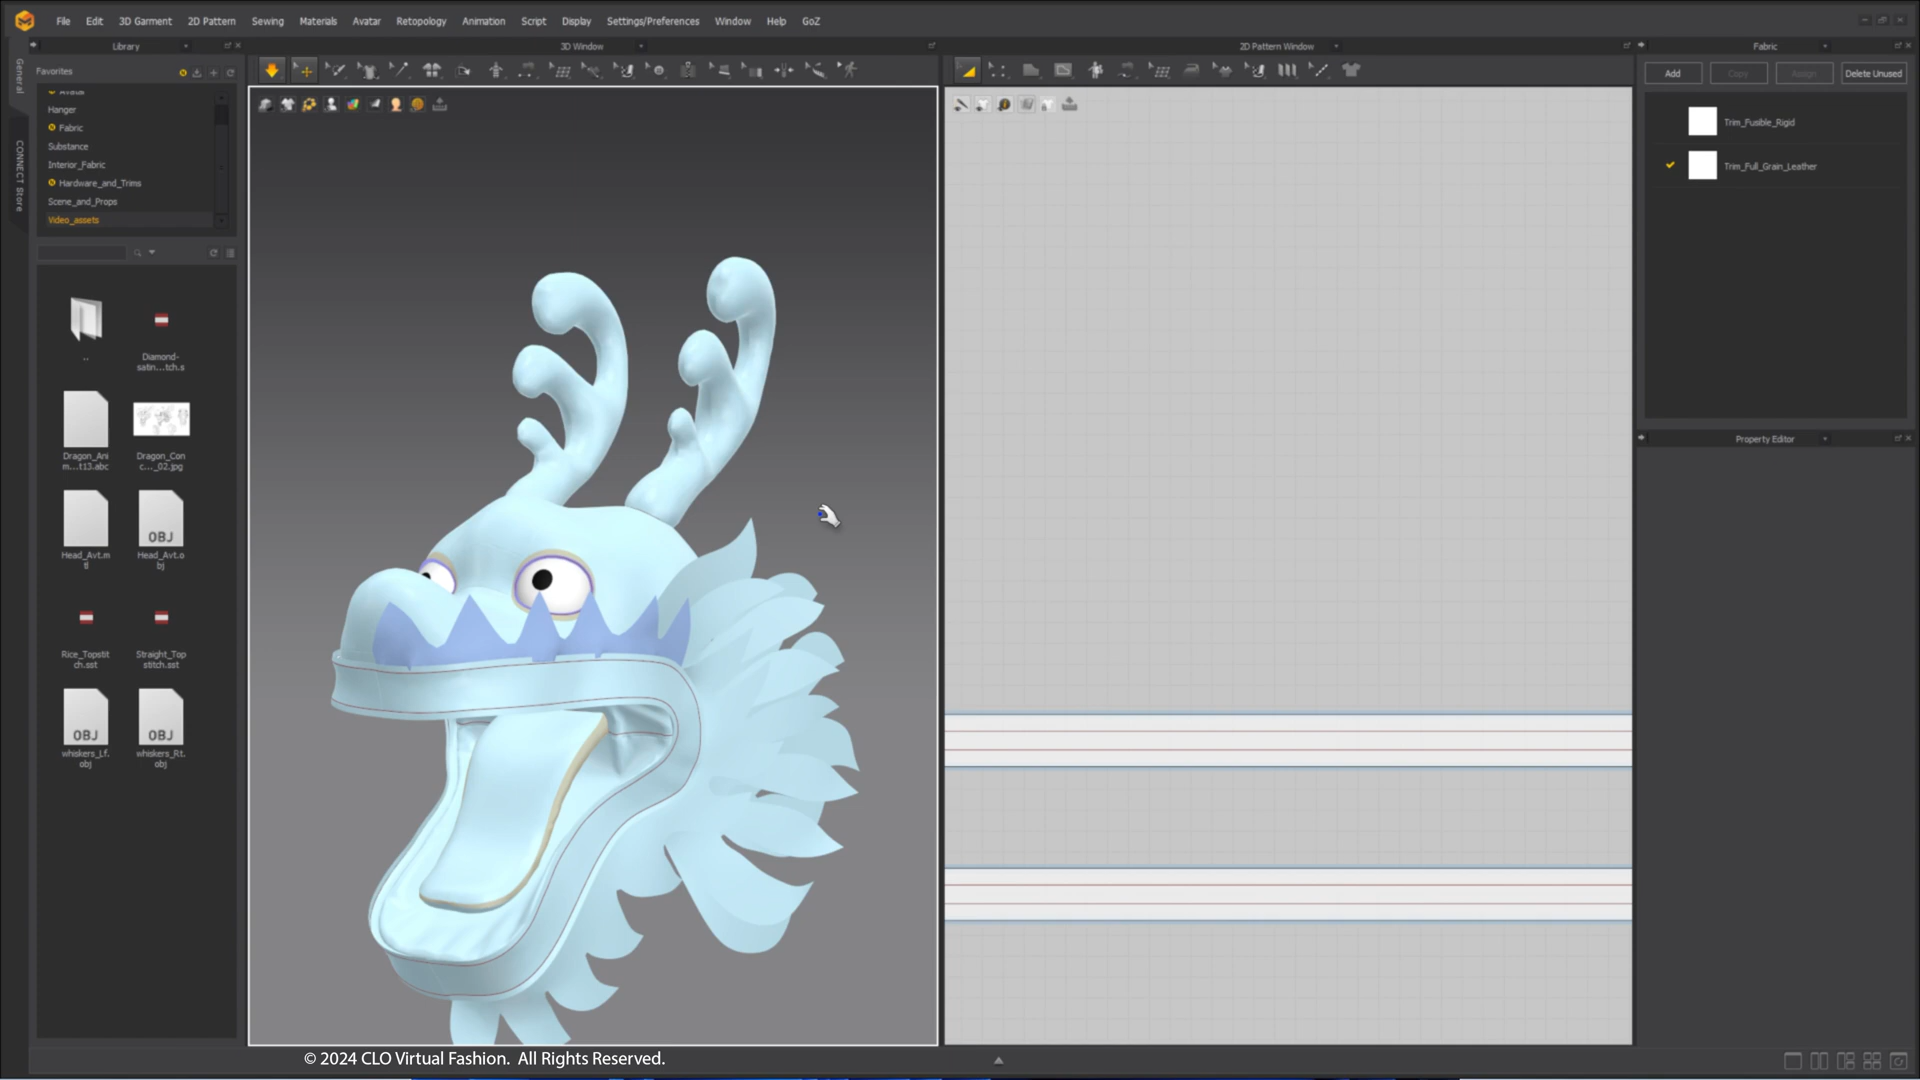 File Edit 3D Garment 2D Pattern Sewing Materials Avatar Retopology Animation Script Display Settings/Preferences Window Help GoZ
Library
3D Window
2D Pattern Window
Fabric
General
CONNECT Store
Favorites
Avatar
Hanger
Fabric
Substance
Interior_Fabric
Hardware_and_Trims
Scene_and_Props
Video_assets
Add Copy Assign Delete Unused
Trim_Fusible_Rigid
Trim_Full_Grain_Leather
Property Editor
..
Diamond-
satin...tch.s
Dragon_Ani
m...t13.abc
Dragon_Con
c..._02.jpg
OBJ
Head_Avt.m
tl
Head_Avt.o
bj
Rice_Topstit
ch.sst
Straight_Top
stitch.sst
OBJ
OBJ
whiskers_Lf.
obj
whiskers_Rt.
obj
© 2024 CLO Virtual Fashion. All Rights Reserved.